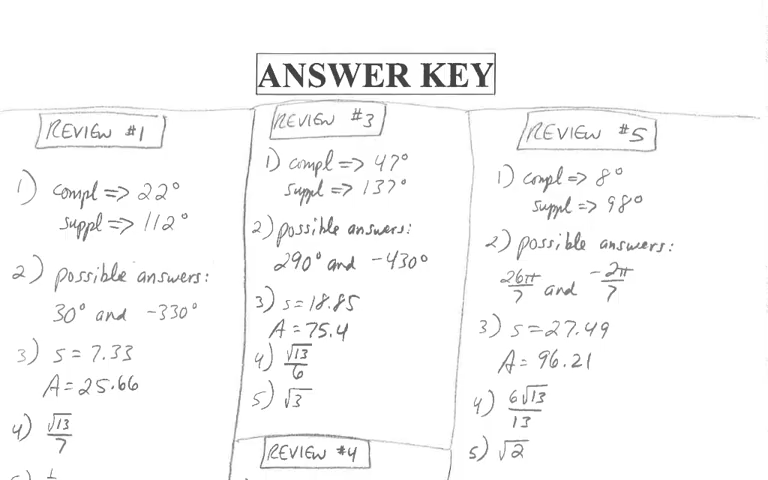 ANSWER KEY
REVIEW #1
1) compl => 22°
suppl => 112°
2) possible answers:
30° and -330°
3) s = 7.33
A = 25.66
4) √13/7
REVIEW #3
1) compl => 47°
suppl => 137°
2) possible answers:
290° and -430°
3) s = 18.85
A = 75.4
4) √13/6
5) √3
REVIEW #4
REVIEW #5
1) compl => 8°
suppl => 98°
2) possible answers:
26π/7 and -2π/7
3) s = 27.49
A = 96.21
4) 6√13/13
5) √2